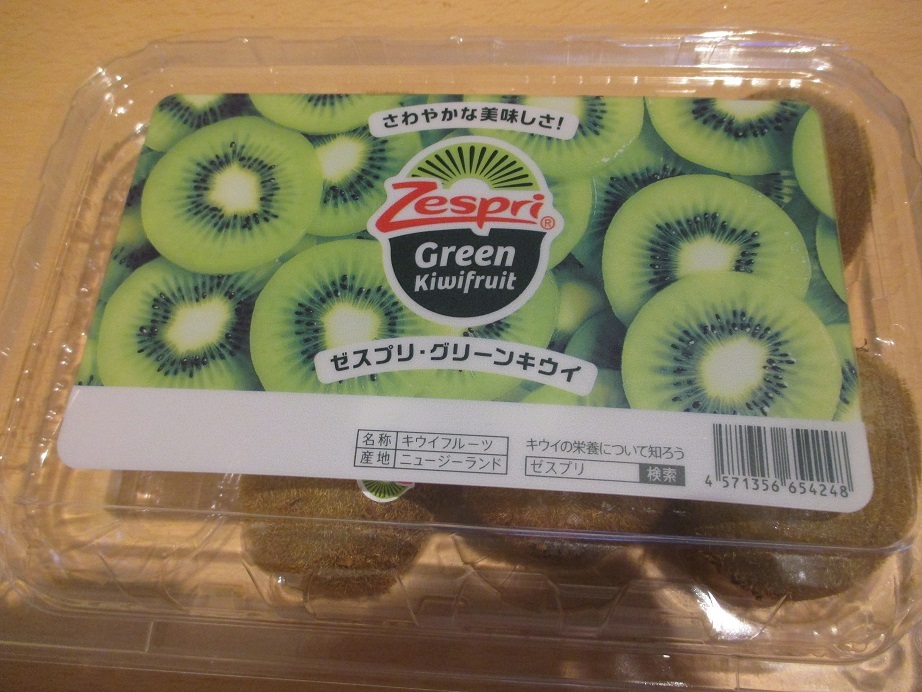 さわやかな美味しさ!
Zespri®
Green
Kiwifruit
ゼスプリ・グリーンキウイ
名称 キウイフルーツ
産地 ニュージーランド
キウイの栄養について知ろう
ゼスプリ 検索
4 571356 654248